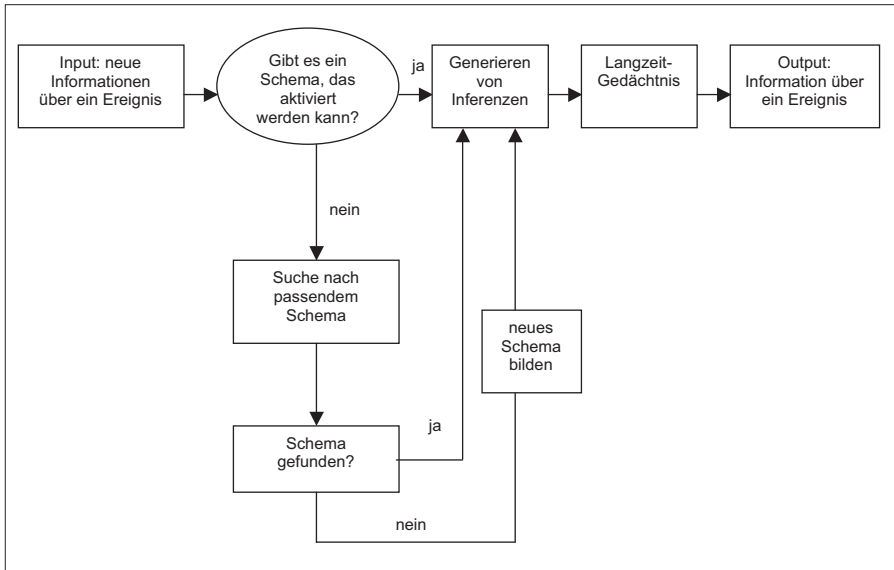 Input: neue
Informationen
über ein Ereignis
Gibt es ein
Schema, das
aktiviert
werden kann?
ja
Generieren
von
Inferenzen
Langzeit-
Gedächtnis
Output:
Information über
ein Ereignis
nein
Suche nach
passendem
Schema
neues
Schema
bilden
Schema
gefunden?
ja
nein